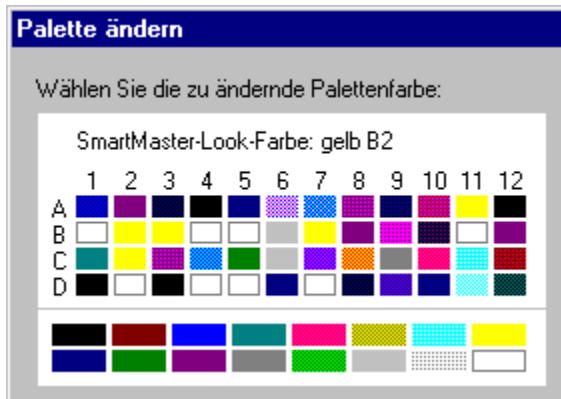 Palette ändern
Wählen Sie die zu ändernde Palettenfarbe:
SmartMaster-Look-Farbe: gelb B2
1 2 3 4 5 6 7 8 9 10 11 12
A
B
C
D